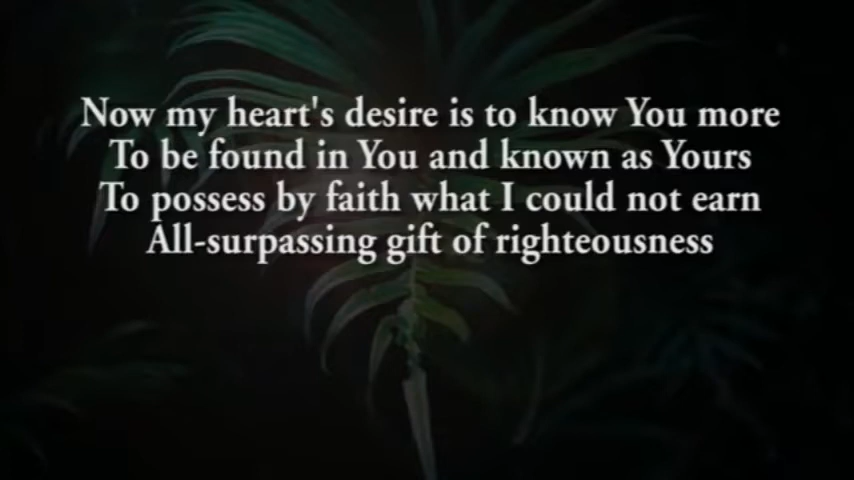 Now my heart's desire is to know You more
To be found in You and known as Yours
To possess by faith what I could not earn
All-surpassing gift of righteousness